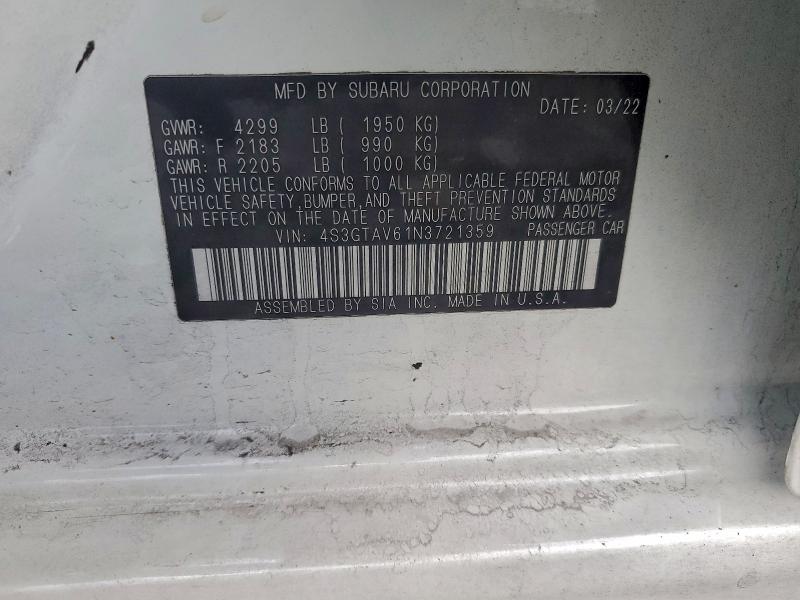 MFD BY SUBARU CORPORATION
DATE: 03/22
GVWR: 4299 LB ( 1950 KG)
GAWR: F 2183 LB ( 990 KG)
GAWR: R 2205 LB ( 1000 KG)
THIS VEHICLE CONFORMS TO ALL APPLICABLE FEDERAL MOTOR
VEHICLE SAFETY, BUMPER, AND THEFT PREVENTION STANDARDS
IN EFFECT ON THE DATE OF MANUFACTURE SHOWN ABOVE.
VIN: 4S3GTAV61N3721359 PASSENGER CAR
ASSEMBLED BY SIA INC. MADE IN U.S.A.